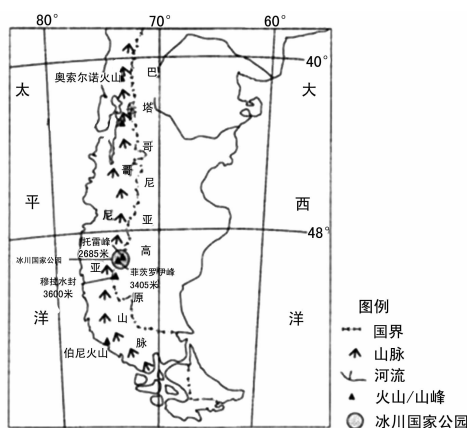 80°
70°
60°
40°
奥索尔诺火山
巴
塔
哥
尼
亚
高
原
太
平
洋
大
西
洋
哥
尼
亚
山
脉
48°
托雷峰
2685米
冰川国家公园
菲茨罗伊峰
3405米
穆拉水封
3600米
伯尼火山
图例
国界
山脉
河流
火山/山峰
冰川国家公园